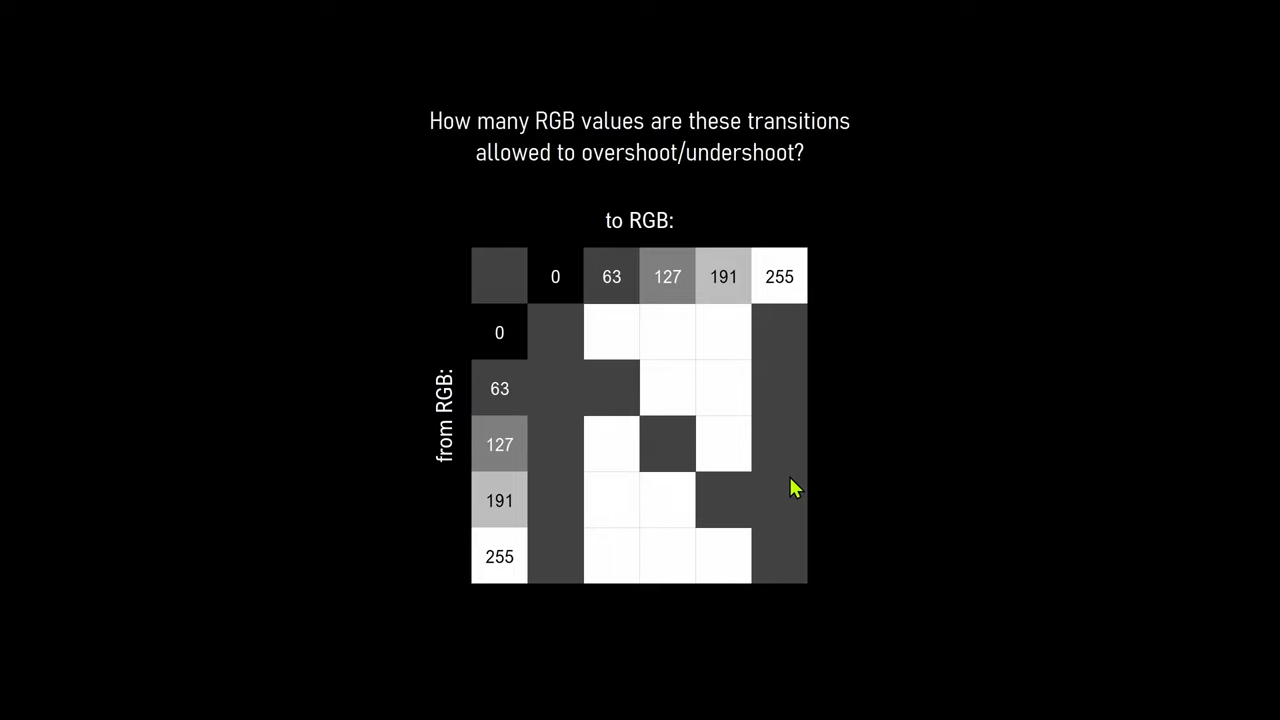 How many RGB values are these transitions
allowed to overshoot/undershoot?
to RGB:
0 63 127 191 255
from RGB:
0
63
127
191
255